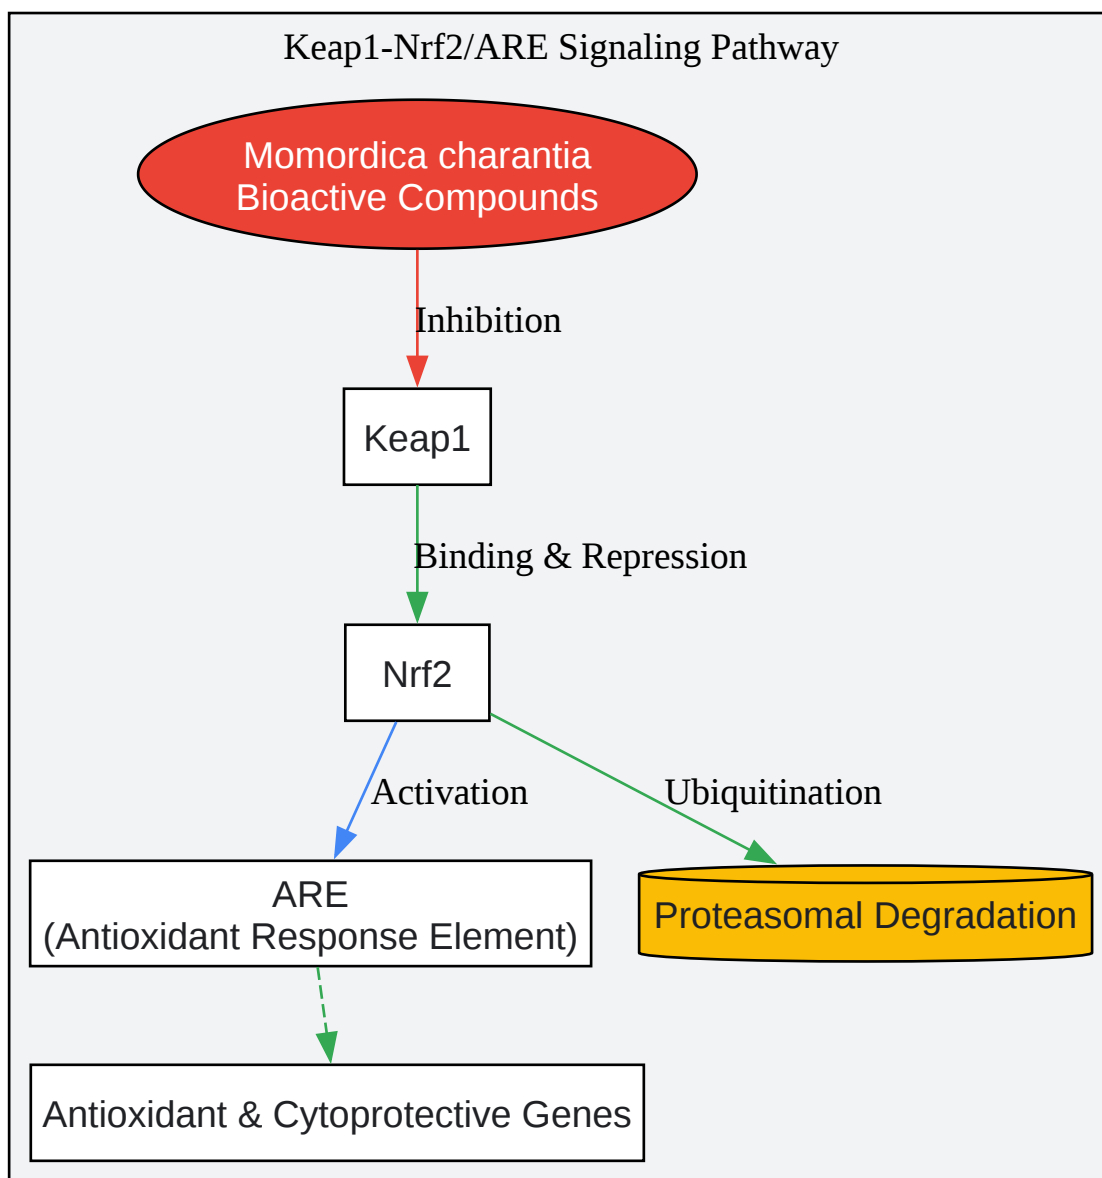 Keap1-Nrf2/ARE Signaling Pathway
Momordica charantia
Bioactive Compounds
Inhibition
Keap1
Binding & Repression
Nrf2
Activation
Ubiquitination
ARE
(Antioxidant Response Element)
Proteasomal Degradation
Antioxidant & Cytoprotective Genes